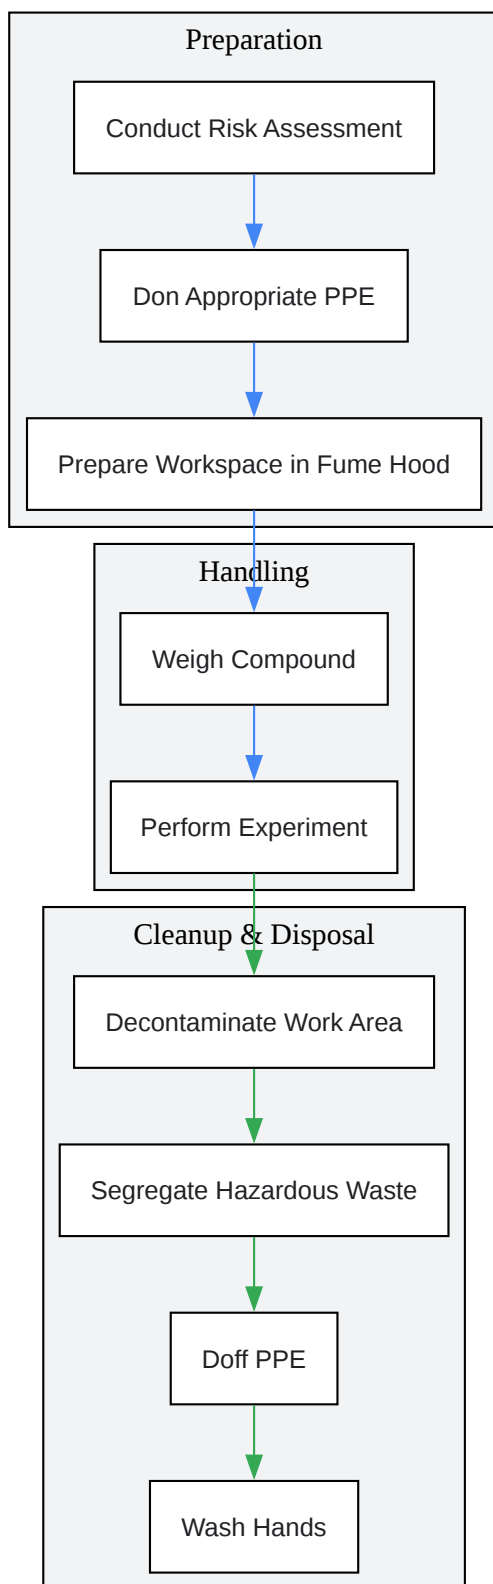 Preparation
Conduct Risk Assessment
Don Appropriate PPE
Prepare Workspace in Fume Hood
Handling
Weigh Compound
Perform Experiment
Cleanup & Disposal
Decontaminate Work Area
Segregate Hazardous Waste
Doff PPE
Wash Hands